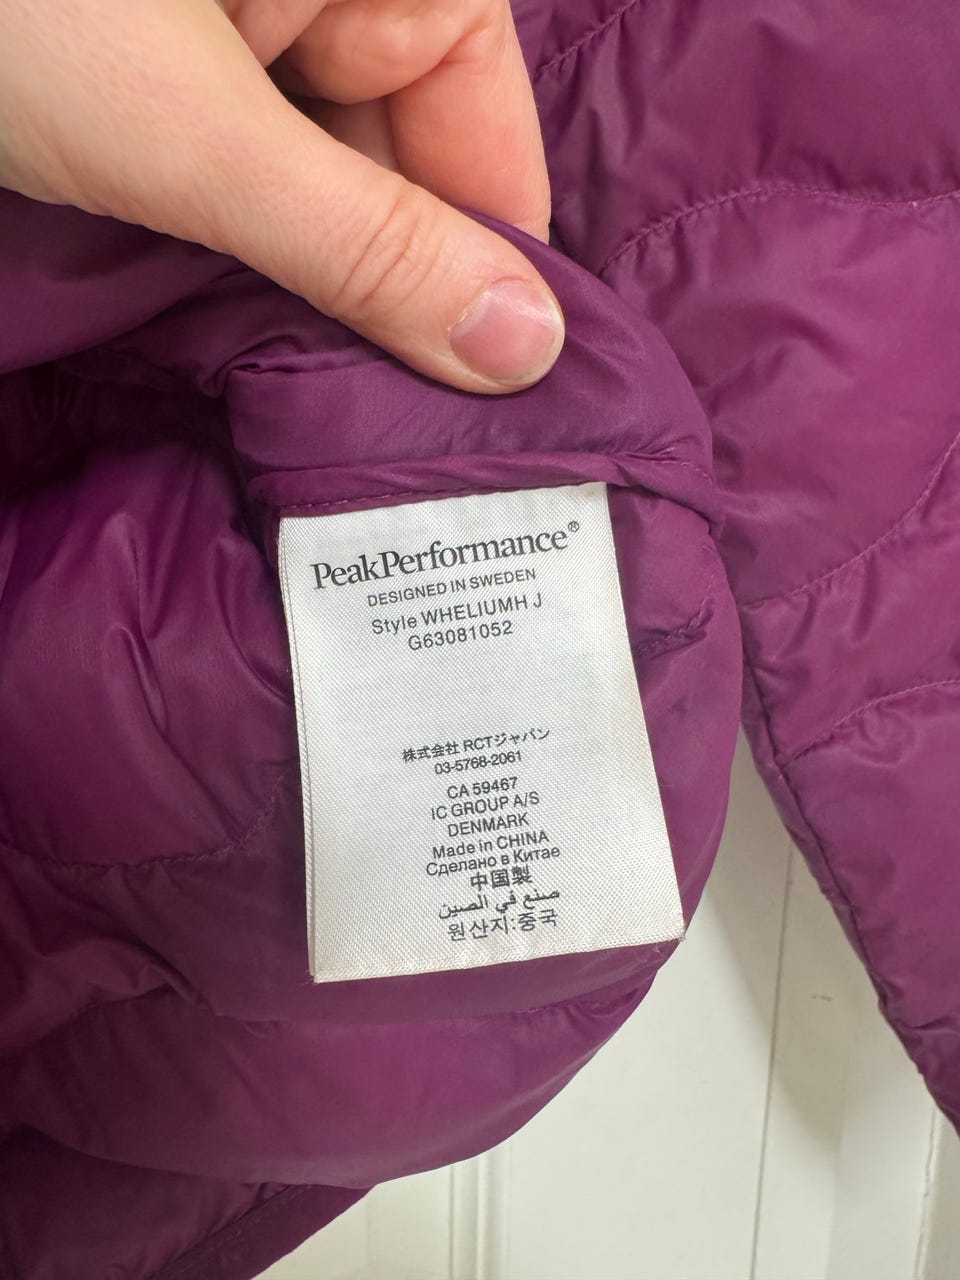 PeakPerformance®
DESIGNED IN SWEDEN
Style WHELIUMH J
G63081052
株式会社 RCTジャパン
03-5768-2061
CA 59467
IC GROUP A/S
DENMARK
Made in CHINA
Сделано в Китае
中国製
صنع في الصين
원산지:중국